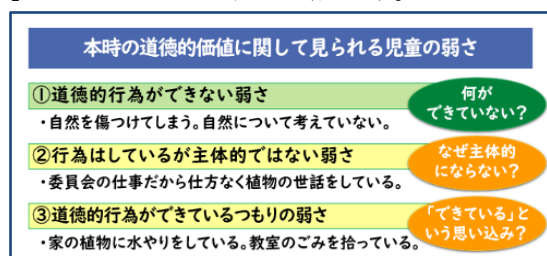 本時の道徳的価値に関して見られる児童の弱さ
①道徳的行為ができない弱さ
何が
できていない？
・自然を傷つけてしまう。自然について考えていない。
②行為はしているが主体的ではない弱さ
なぜ主体的
にならない？
・委員会の仕事だから仕方なく植物の世話をしている。
③道徳的行為ができているつもりの弱さ
「できている」と
いう思い込み？
・家の植物に水やりをしている。教室のごみを拾っている。